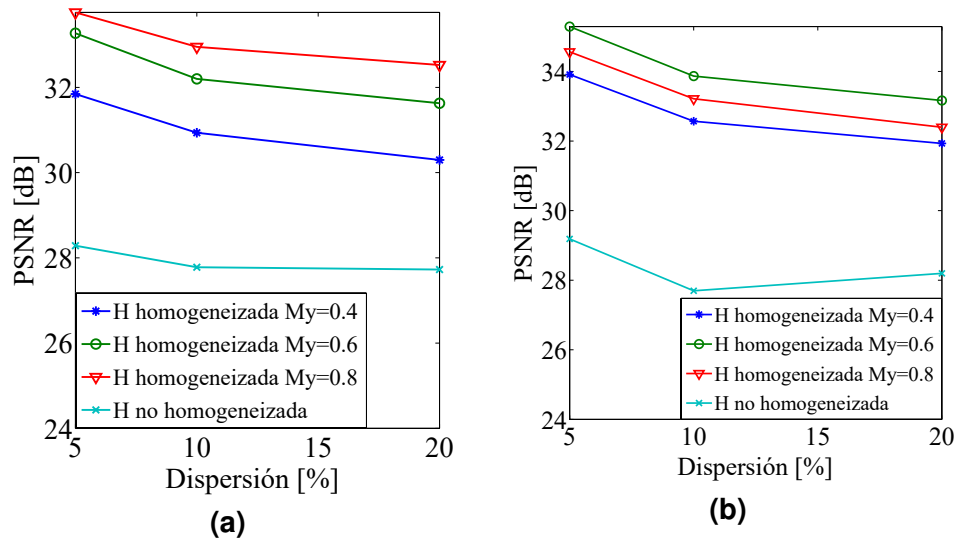 32
30
28
26
24
PSNR [dB]
H homogeneizada My=0.4
H homogeneizada My=0.6
H homogeneizada My=0.8
H no homogeneizada
5 10 15 20
Dispersión [%]
(a)
34
32
30
28
26
24
PSNR [dB]
H homogeneizada My=0.4
H homogeneizada My=0.6
H homogeneizada My=0.8
H no homogeneizada
5 10 15 20
Dispersión [%]
(b)